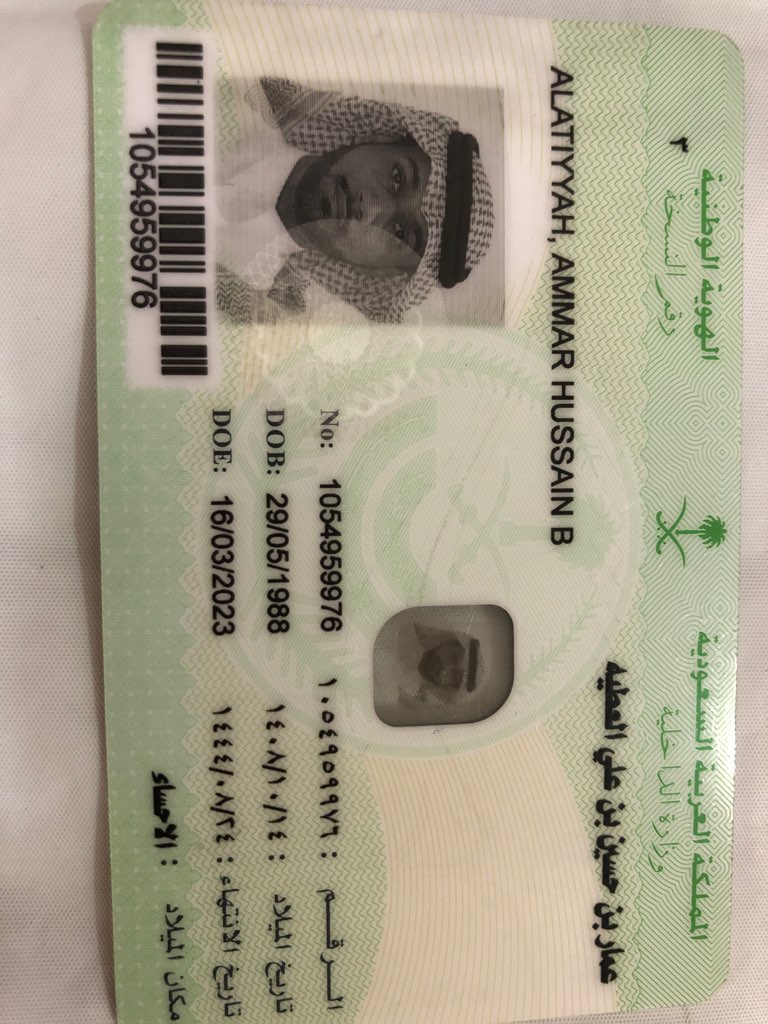 المملكة العربية السعودية
وزارة الداخلية
الهوية الوطنية
رقم النسخة ٣
عمار بن حسين بن علي العطيه
ALATIYYAH, AMMAR HUSSAIN B
No: 1054959976 الرقم : ١٠٥٤٩٥٩٩٧٦
DOB: 29/05/1988 تاريخ الميلاد : ١٤٠٨/١٠/١٤
DOE: 16/03/2023 تاريخ الانتهاء : ١٤٤٤/٠٨/٢٤
مكان الميلاد : الاحساء
1054959976